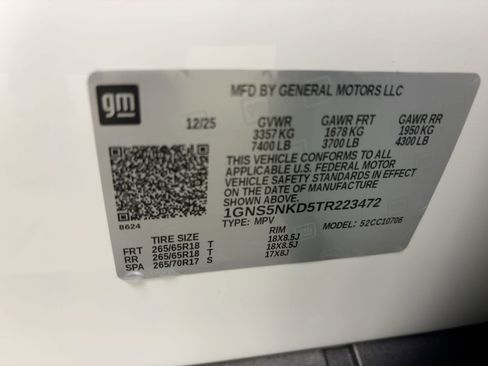 gm
MFD BY GENERAL MOTORS LLC
12/25 GVWR GAWR FRT GAWR RR
3357 KG 1678 KG 1950 KG
7400 LB 3700 LB 4300 LB
THIS VEHICLE CONFORMS TO ALL
APPLICABLE U.S. FEDERAL MOTOR
VEHICLE SAFETY STANDARDS IN EFFECT
ON THE DATE OF MANUFACTURE
SHOWN ABOVE.
1GNS5NKD5TR223472
8624 TYPE: MPV MODEL: 52CC10706
TIRE SIZE RIM
FRT 265/65R18 T 18X8.5J
RR 265/65R18 T 18X8.5J
SPA 265/70R17 S 17X8J